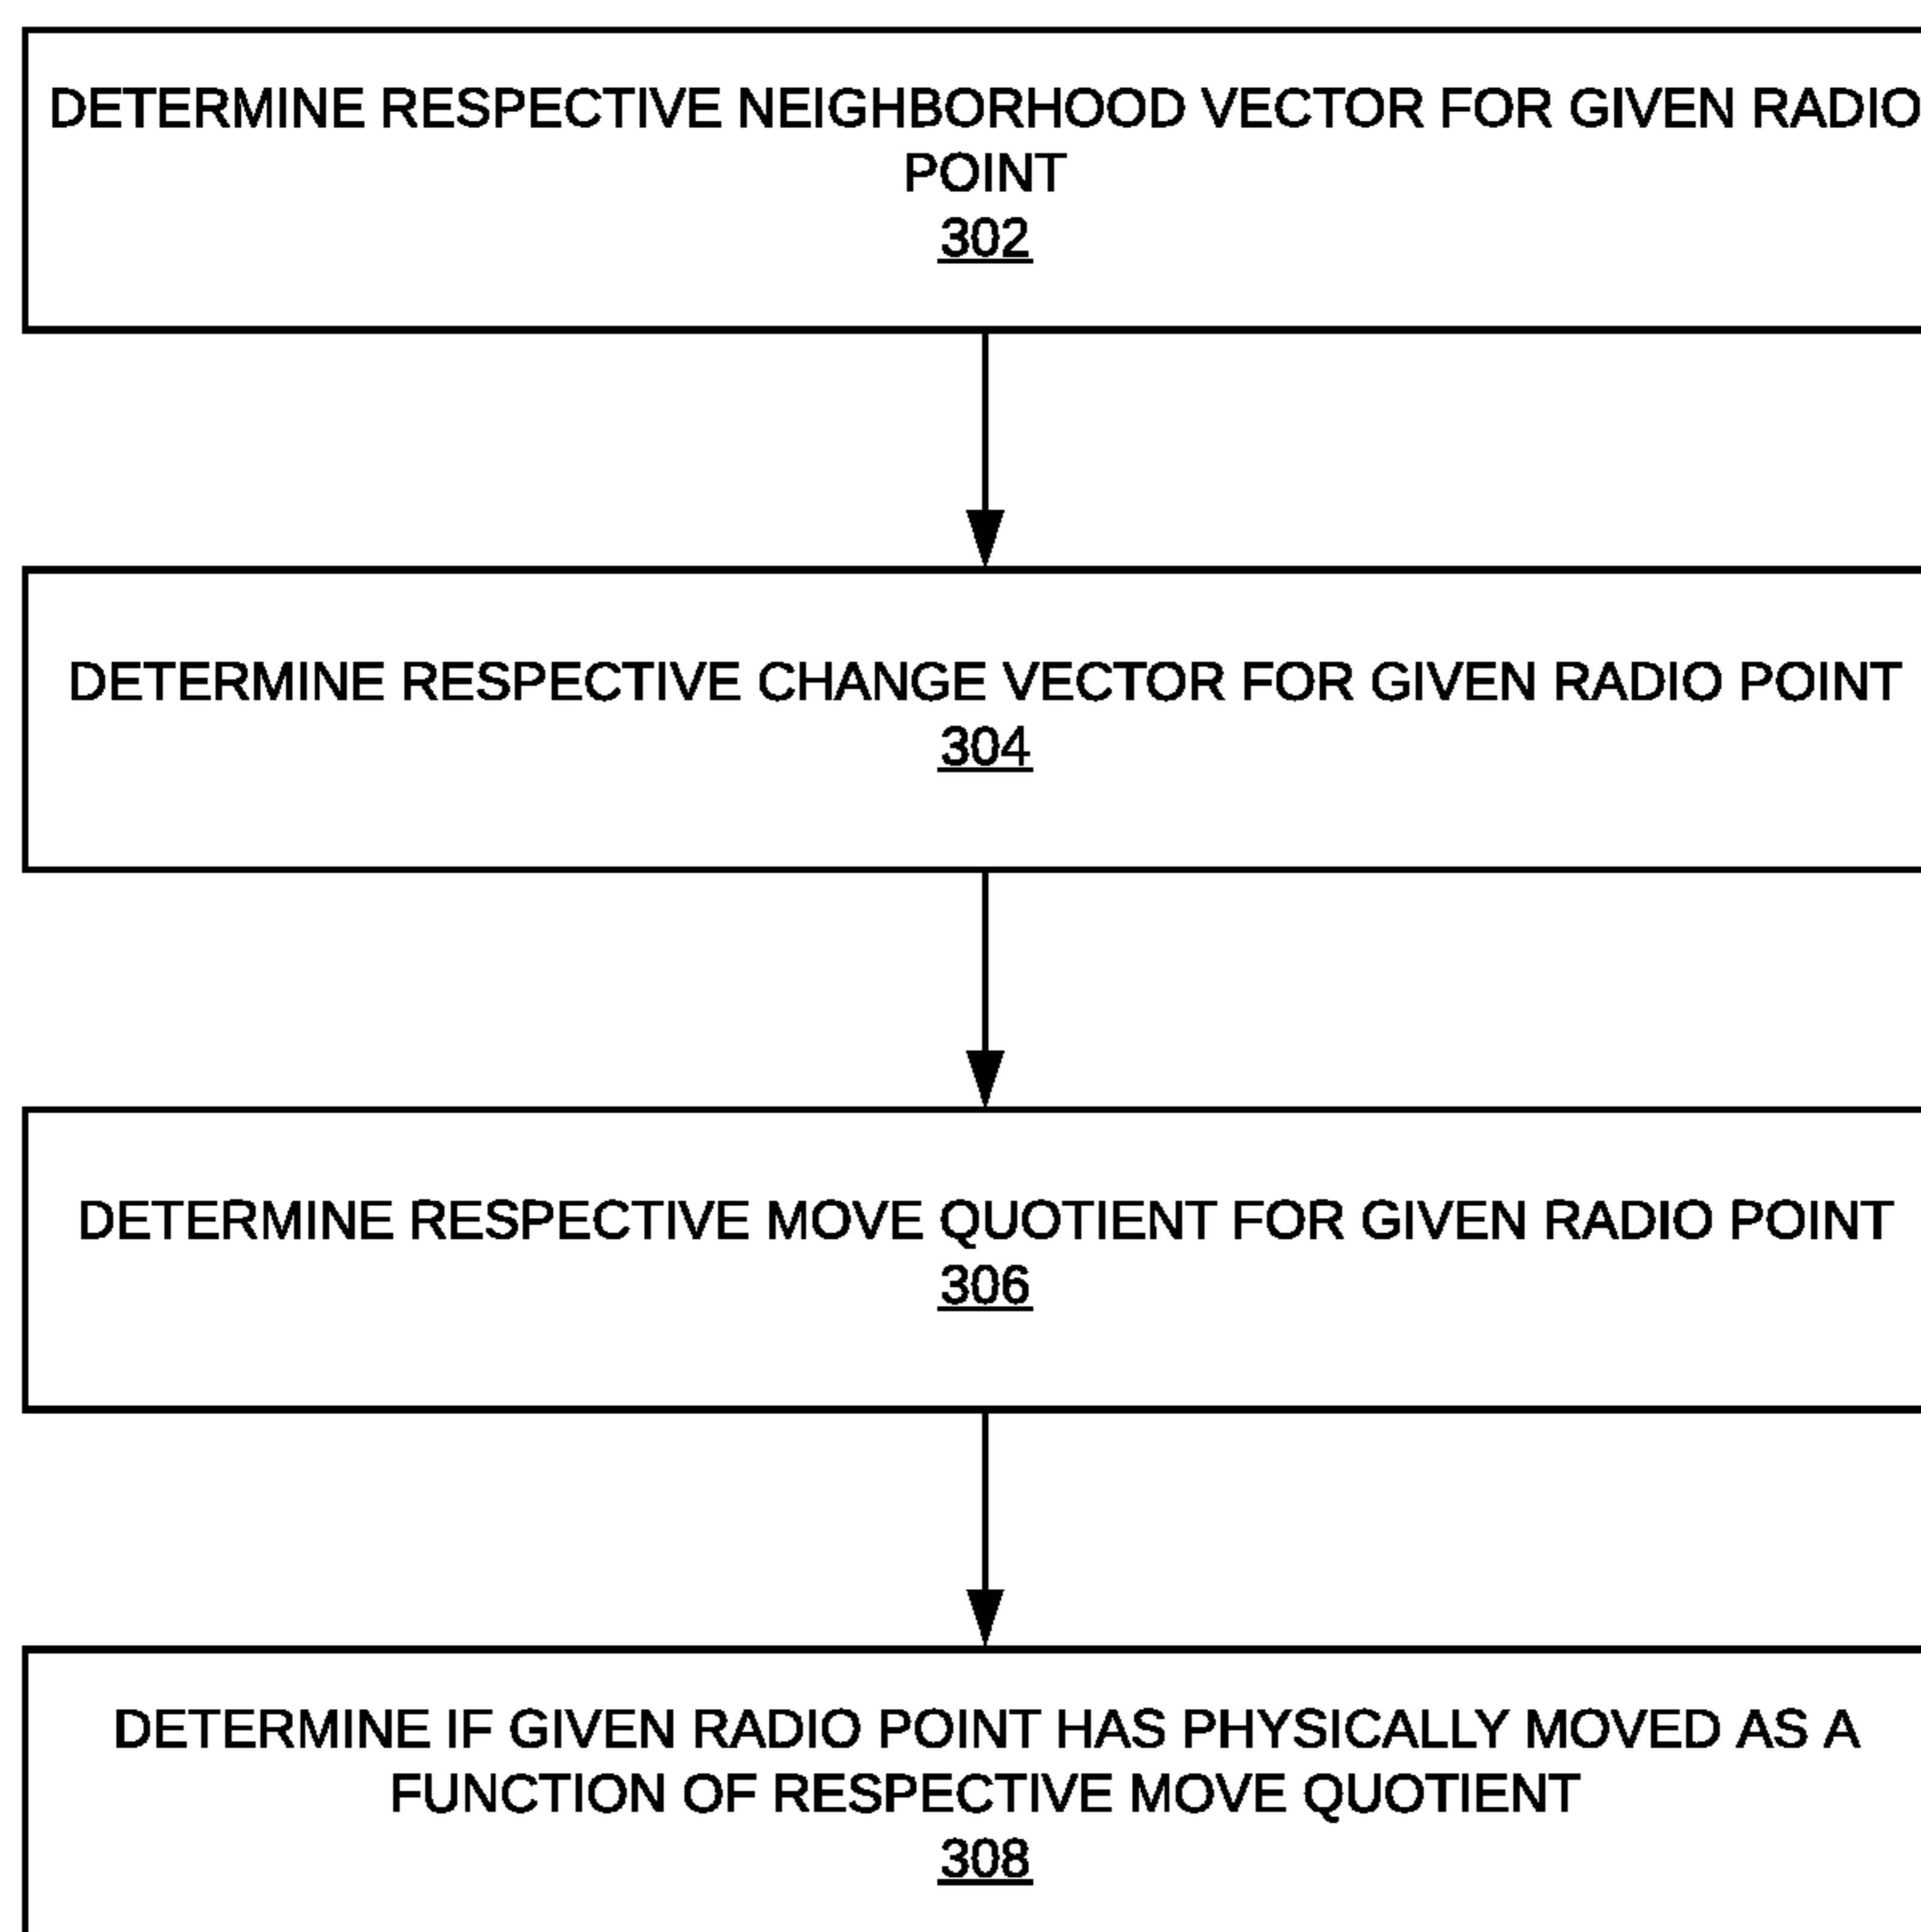 DETERMINE RESPECTIVE NEIGHBORHOOD VECTOR FOR GIVEN RADIO
POINT
302
DETERMINE RESPECTIVE CHANGE VECTOR FOR GIVEN RADIO POINT
304
DETERMINE RESPECTIVE MOVE QUOTIENT FOR GIVEN RADIO POINT
306
DETERMINE IF GIVEN RADIO POINT HAS PHYSICALLY MOVED AS A
FUNCTION OF RESPECTIVE MOVE QUOTIENT
308